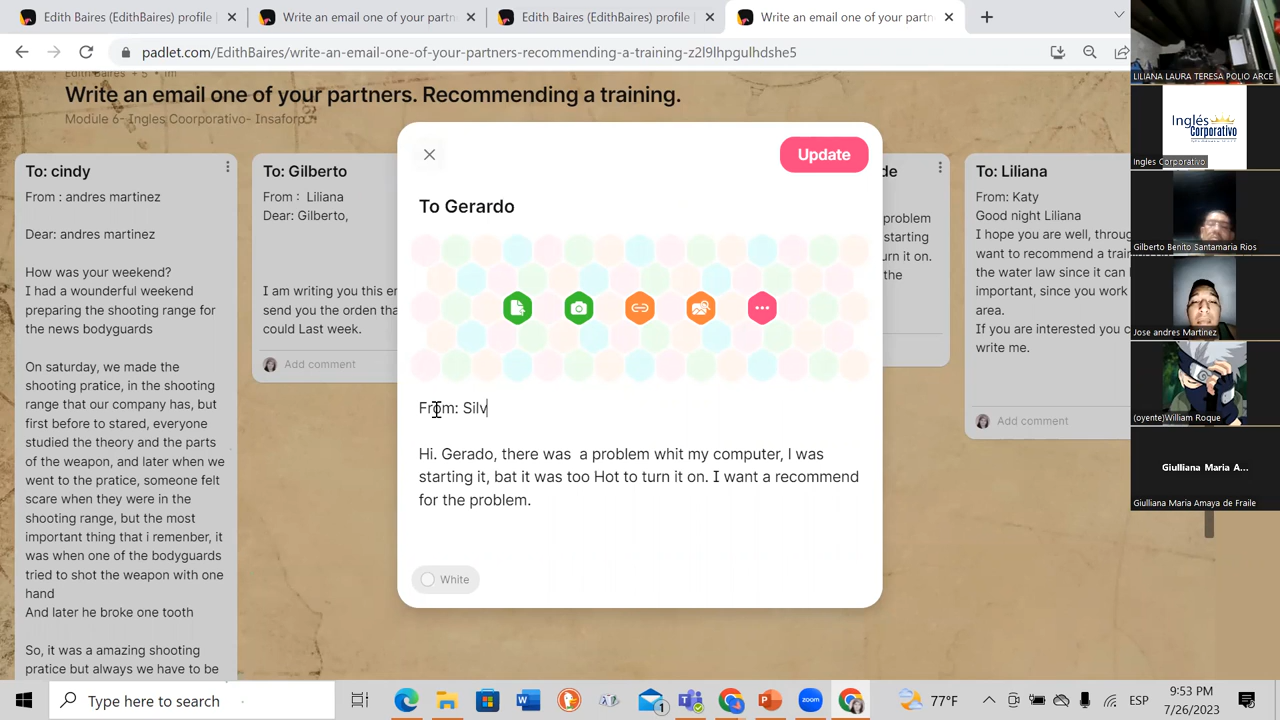 Edith Baires (EdithBaires) profile |
Write an email one of your partn
Edith Baires (EdithBaires) profile |
Write an email one of your partn
padlet.com/EdithBaires/write-an-email-one-of-your-partners-recommending-a-training-z2l9lhpgulhdshe5
Edith Baires + 5 • 1m
Write an email one of your partners. Recommending a training.
Module 6- Ingles Coorporativo- Insaforp
To: cindy
From : andres martinez
Dear: andres martinez
How was your weekend?
I had a wounderful weekend
preparing the shooting range for
the news bodyguards
On saturday, we made the
shooting pratice, in the shooting
range that our company has, but
first before to stared, everyone
studied the theory and the parts
of the weapon, and later when we
went to the pratice, someone felt
scare when they were in the
shooting range, but the most
important thing that i renenber, it
was when one of the bodyguards
tried to shot the weapon with one
hand
And later he broke one tooth
So, it was a amazing shooting
pratice but always we have to be
To: Gilberto
From : Liliana
Dear: Gilberto,
I am writing you this en
send you the orden tha
could Last week.
Add comment
Update
To Gerardo
From: Silv
Hi. Gerado, there was a problem whit my computer, I was
starting it, bat it was too Hot to turn it on. I want a recommend
for the problem.
White
de
problem
starting
urn it on.
the
To: Liliana
From: Katy
Good night Liliana
I hope you are well, throug
want to recommend a train
the water law since it can b
important, since you work
area.
If you are interested you c
write me.
Add comment
LILIANA LAURA TERESA POLIO ARCE
Inglés
Corporativo
Ingles Corporativo
Gilberto Benito Santamaria Rios
Jose andres Martinez
(oyente)William Roque
Giulliana Maria A...
Giulliana Maria Amaya de Fraile
Type here to search
1
zoom
77°F
ESP
9:53 PM
7/26/2023